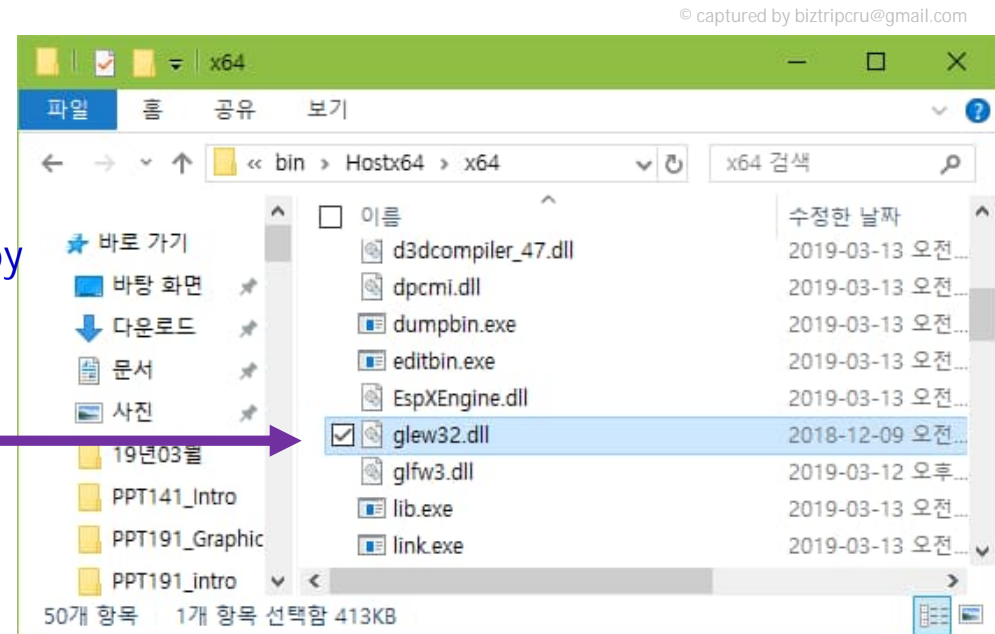 © captured by biztripcru@gmail.com
x64
파일 홈 공유 보기
« bin › Hostx64 › x64
x64 검색
이름 수정한 날짜
바로 가기
바탕 화면
다운로드
문서
사진
19년03월
PPT141_Intro
PPT191_Graphic
PPT191_intro
d3dcompiler_47.dll 2019-03-13 오전...
dpcmi.dll 2019-03-13 오전...
dumpbin.exe 2019-03-13 오전...
editbin.exe 2019-03-13 오전...
EspXEngine.dll 2019-03-13 오전...
glew32.dll 2018-12-09 오전...
glfw3.dll 2019-03-12 오후...
lib.exe 2019-03-13 오전...
link.exe 2019-03-13 오전...
50개 항목 1개 항목 선택함 413KB